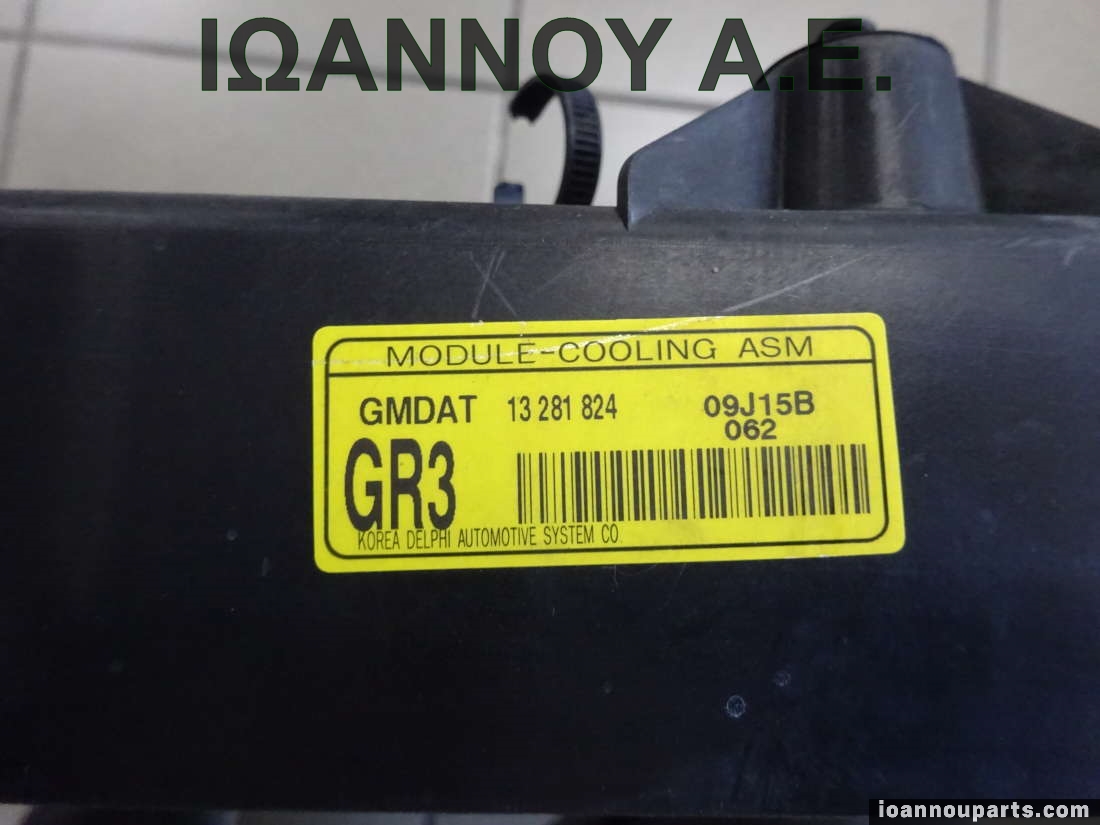 ΙΩΑΝΝΟΥ Α.Ε.
MODULE-COOLING ASM
GMDAT 13 281 824 09J15B
062
GR3
KOREA DELPHI AUTOMOTIVE SYSTEM CO.
ioannouparts.com